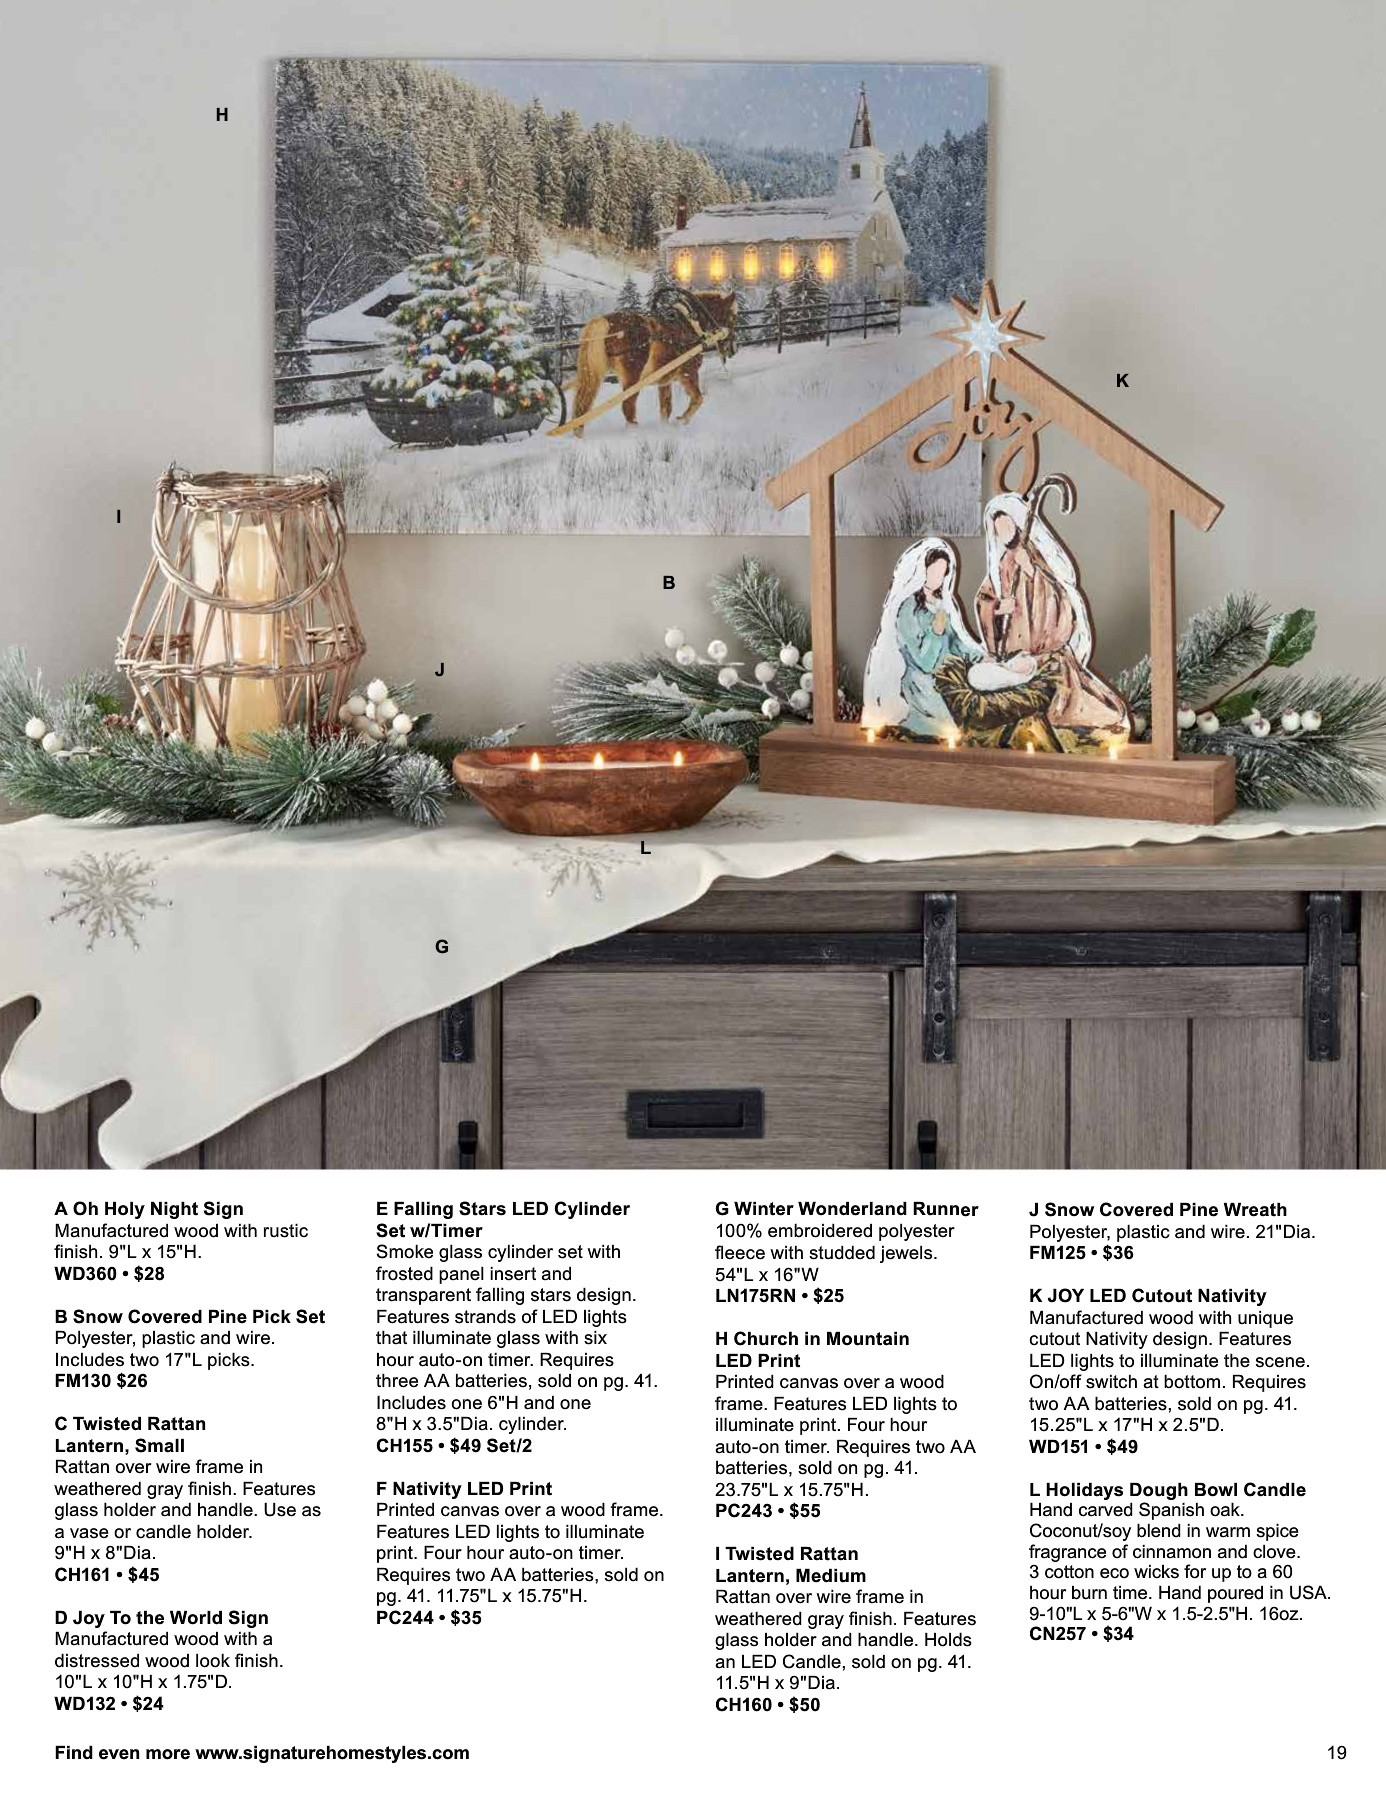 H
Joy
K
I
B
J
L
G
A Oh Holy Night Sign
Manufactured wood with rustic
finish. 9"L x 15"H.
WD360 • $28
B Snow Covered Pine Pick Set
Polyester, plastic and wire.
Includes two 17"L picks.
FM130 $26
C Twisted Rattan
Lantern, Small
Rattan over wire frame in
weathered gray finish. Features
glass holder and handle. Use as
a vase or candle holder.
9"H x 8"Dia.
CH161 • $45
D Joy To the World Sign
Manufactured wood with a
distressed wood look finish.
10"L x 10"H x 1.75"D.
WD132 • $24
E Falling Stars LED Cylinder
Set w/Timer
Smoke glass cylinder set with
frosted panel insert and
transparent falling stars design.
Features strands of LED lights
that illuminate glass with six
hour auto-on timer. Requires
three AA batteries, sold on pg. 41.
Includes one 6"H and one
8"H x 3.5"Dia. cylinder.
CH155 • $49 Set/2
F Nativity LED Print
Printed canvas over a wood frame.
Features LED lights to illuminate
print. Four hour auto-on timer.
Requires two AA batteries, sold on
pg. 41. 11.75"L x 15.75"H.
PC244 • $35
G Winter Wonderland Runner
100% embroidered polyester
fleece with studded jewels.
54"L x 16"W
LN175RN • $25
H Church in Mountain
LED Print
Printed canvas over a wood
frame. Features LED lights to
illuminate print. Four hour
auto-on timer. Requires two AA
batteries, sold on pg. 41.
23.75"L x 15.75"H.
PC243 • $55
I Twisted Rattan
Lantern, Medium
Rattan over wire frame in
weathered gray finish. Features
glass holder and handle. Holds
an LED Candle, sold on pg. 41.
11.5"H x 9"Dia.
CH160 • $50
J Snow Covered Pine Wreath
Polyester, plastic and wire. 21"Dia.
FM125 • $36
K JOY LED Cutout Nativity
Manufactured wood with unique
cutout Nativity design. Features
LED lights to illuminate the scene.
On/off switch at bottom. Requires
two AA batteries, sold on pg. 41.
15.25"L x 17"H x 2.5"D.
WD151 • $49
L Holidays Dough Bowl Candle
Hand carved Spanish oak.
Coconut/soy blend in warm spice
fragrance of cinnamon and clove.
3 cotton eco wicks for up to a 60
hour burn time. Hand poured in USA.
9-10"L x 5-6"W x 1.5-2.5"H. 16oz.
CN257 • $34
Find even more www.signaturehomestyles.com
19